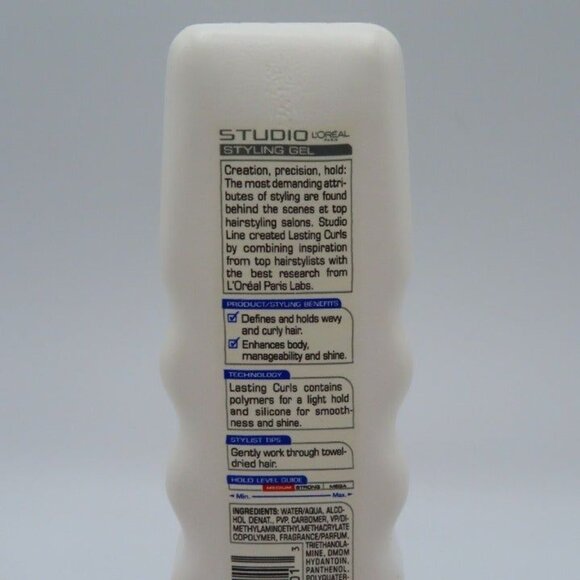 STUDIO L'ORÉAL
PARIS
STYLING GEL
Creation, precision, hold:
The most demanding attri-
butes of styling are found
behind the scenes at top
hairstyling salons. Studio
Line created Lasting Curls
by combining inspiration
from top hairstylists with
the best research from
L'Oréal Paris Labs.
PRODUCT/STYLING BENEFITS
Defines and holds wavy
and curly hair.
Enhances body,
manageability and shine.
TECHNOLOGY
Lasting Curls contains
polymers for a light hold
and silicone for smooth-
ness and shine.
STYLIST TIPS
Gently work through towel-
dried hair.
HOLD LEVEL GUIDE
MEDIUM STRONG MEGA
Min. Max.
INGREDIENTS: WATER/AQUA, ALCO-
HOL DENAT., PVP, CARBOMER, VP/DI-
METHYLAMINOETHYLMETHACRYLATE
COPOLYMER, FRAGRANCE/PARFUM,
TRIETHANOLA-
MINE, DMDM
HYDANTOIN,
PANTHENOL,
POLYQUATER-
01 3